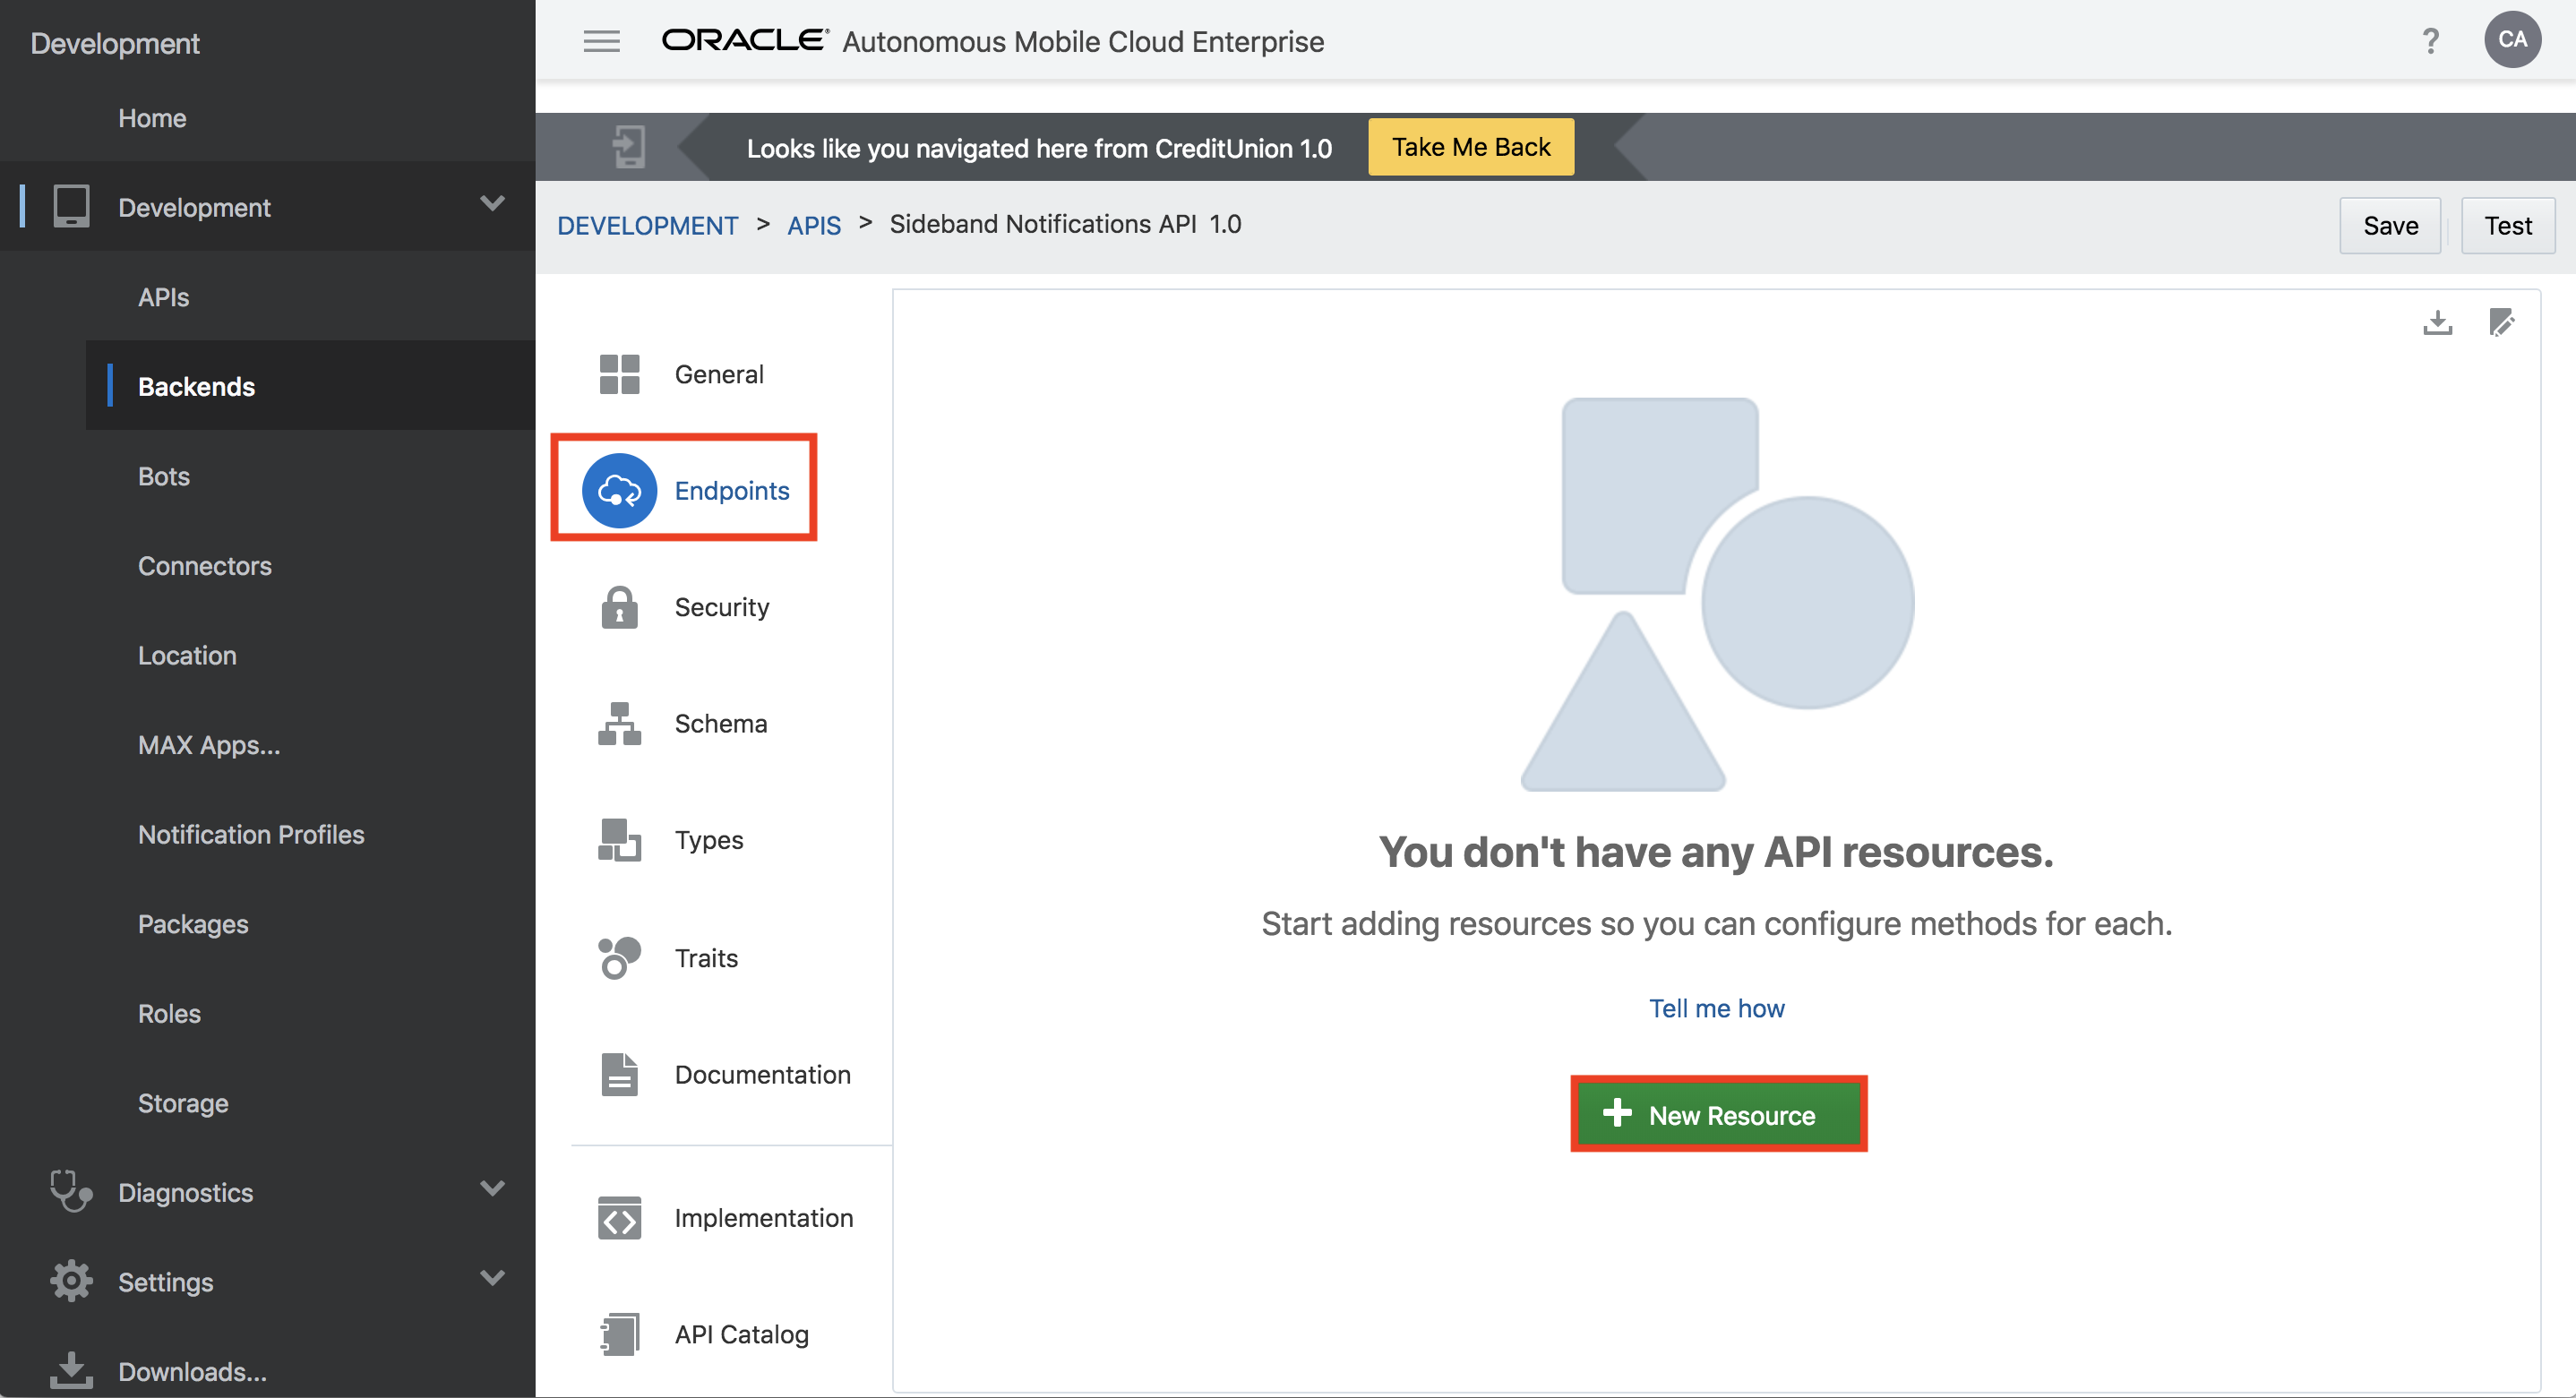 Development
Home
Development
APIs
Backends
Bots
Connectors
Location
MAX Apps...
Notification Profiles
Packages
Roles
Storage
Diagnostics
Settings
Downloads...
ORACLE® Autonomous Mobile Cloud Enterprise
?
CA
Looks like you navigated here from CreditUnion 1.0
Take Me Back
DEVELOPMENT > APIS > Sideband Notifications API 1.0
Save
Test
General
Endpoints
Security
Schema
Types
Traits
Documentation
Implementation
API Catalog
You don't have any API resources.
Start adding resources so you can configure methods for each.
Tell me how
New Resource